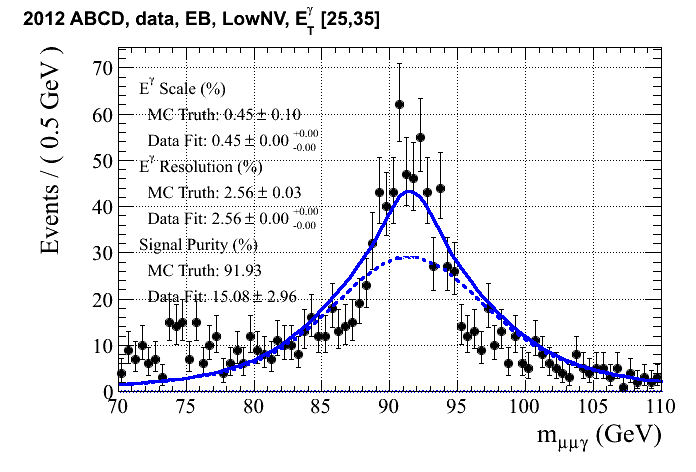 2012 ABCD, data, EB, LowNV, E_T^γ [25,35]
Events / ( 0.5 GeV )
70
60
50
40
30
20
10
0
E^γ Scale (%)
MC Truth: 0.45 ± 0.10
Data Fit: 0.45 ± 0.00 +0.00 -0.00
E^γ Resolution (%)
MC Truth: 2.56 ± 0.03
Data Fit: 2.56 ± 0.00 +0.00 -0.00
Signal Purity (%)
MC Truth: 91.93
Data Fit: 15.08 ± 2.96
70 75 80 85 90 95 100 105 110
m_μμγ (GeV)